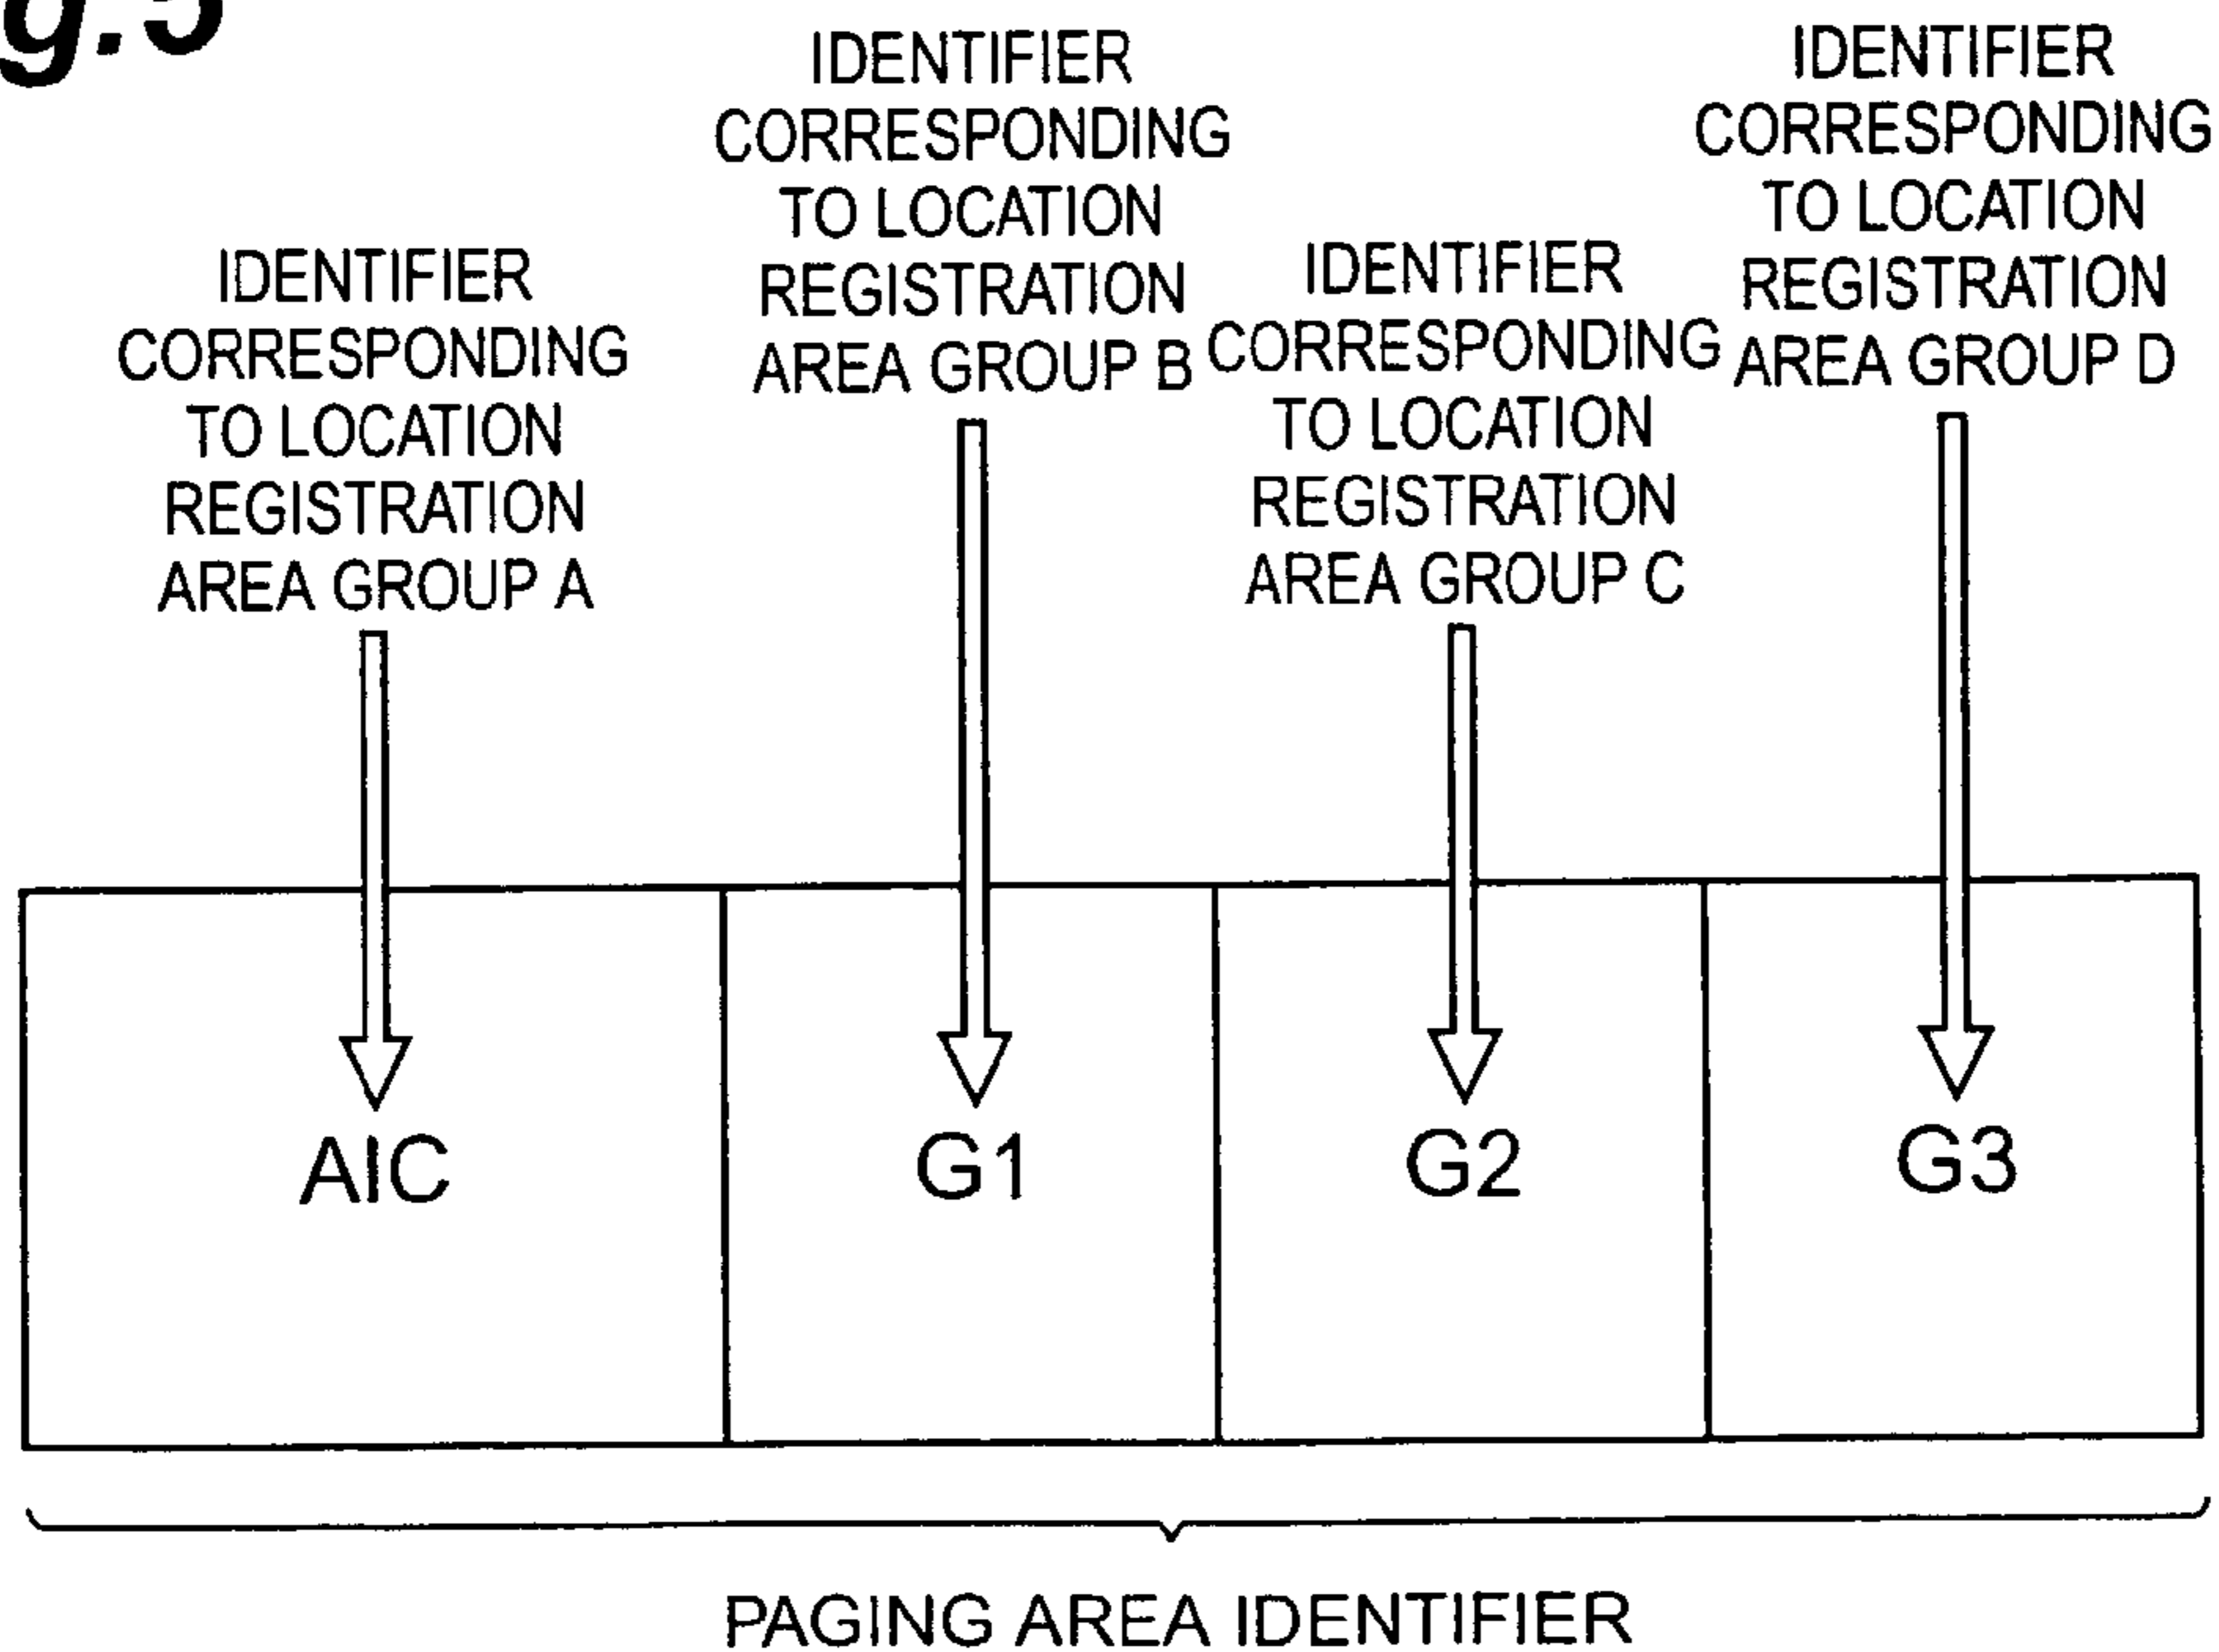 g.5
IDENTIFIER
CORRESPONDING
TO LOCATION
REGISTRATION
AREA GROUP A
IDENTIFIER
CORRESPONDING
TO LOCATION
REGISTRATION
AREA GROUP B
IDENTIFIER
CORRESPONDING
TO LOCATION
REGISTRATION
AREA GROUP C
IDENTIFIER
CORRESPONDING
TO LOCATION
REGISTRATION
AREA GROUP D
AIC
G1
G2
G3
PAGING AREA IDENTIFIER